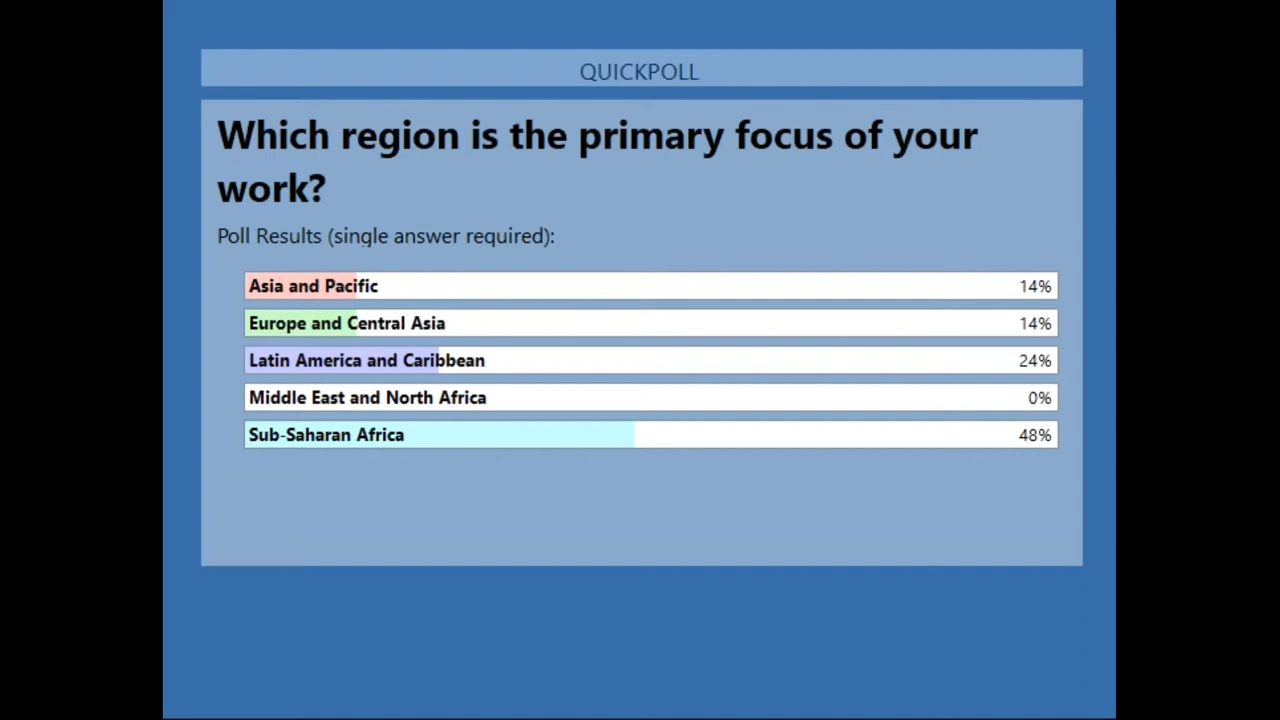 QUICKPOLL
Which region is the primary focus of your
work?
Poll Results (single answer required):
Asia and Pacific 14%
Europe and Central Asia 14%
Latin America and Caribbean 24%
Middle East and North Africa 0%
Sub-Saharan Africa 48%